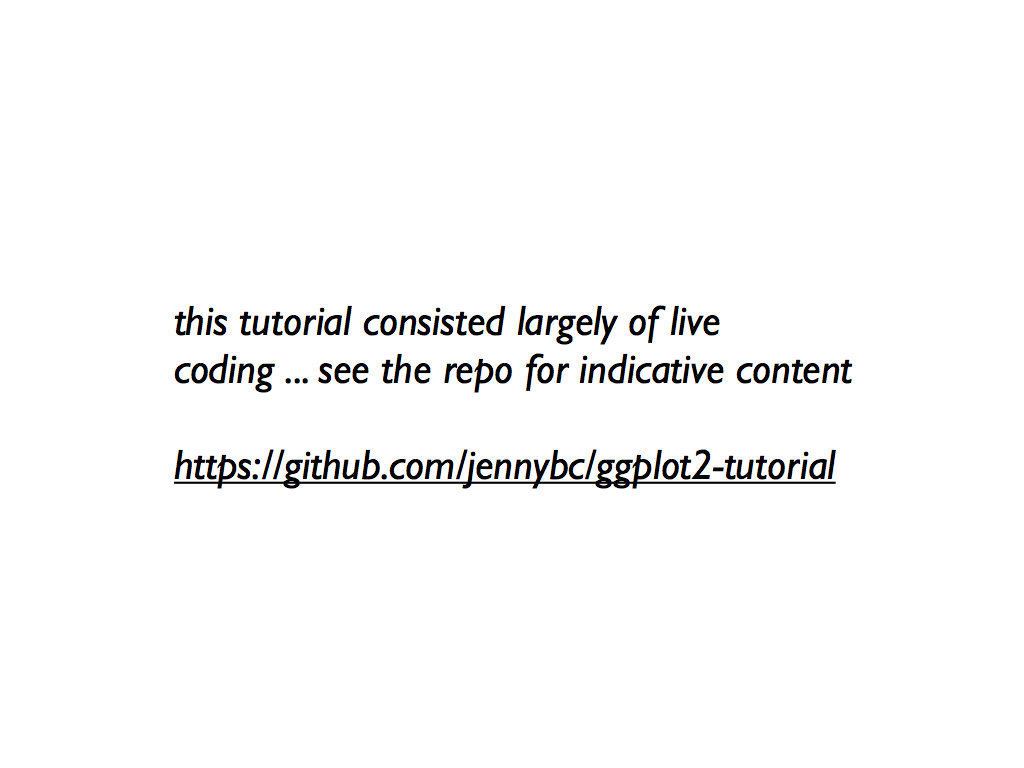 this tutorial consisted largely of live
coding ... see the repo for indicative content
https://github.com/jennybc/ggplot2-tutorial